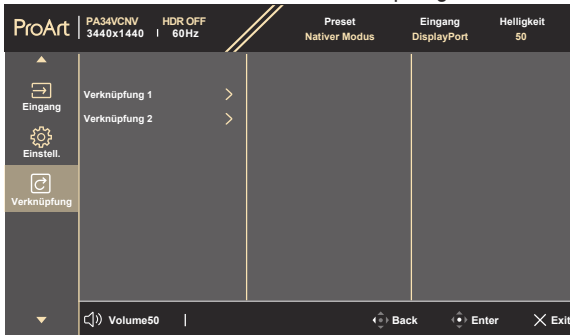 ProArt
PA34VCNV HDR OFF
3440x1440 | 60Hz
Preset
Nativer Modus
Eingang
DisplayPort
Helligkeit
50
Eingang
Einstell.
Verknüpfung
Verknüpfung 1
Verknüpfung 2
Volume50 |
Back
Enter
Exit